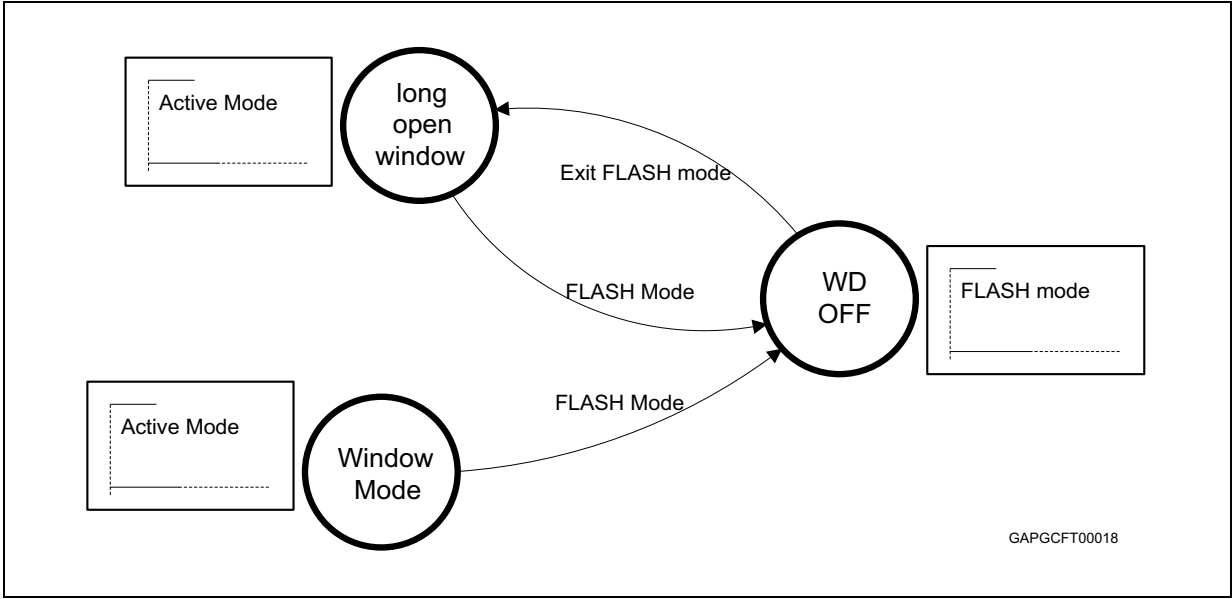 Active Mode
long
open
window
Exit FLASH mode
FLASH Mode
WD
OFF
FLASH mode
FLASH Mode
Active Mode
Window
Mode
GAPGCFT00018